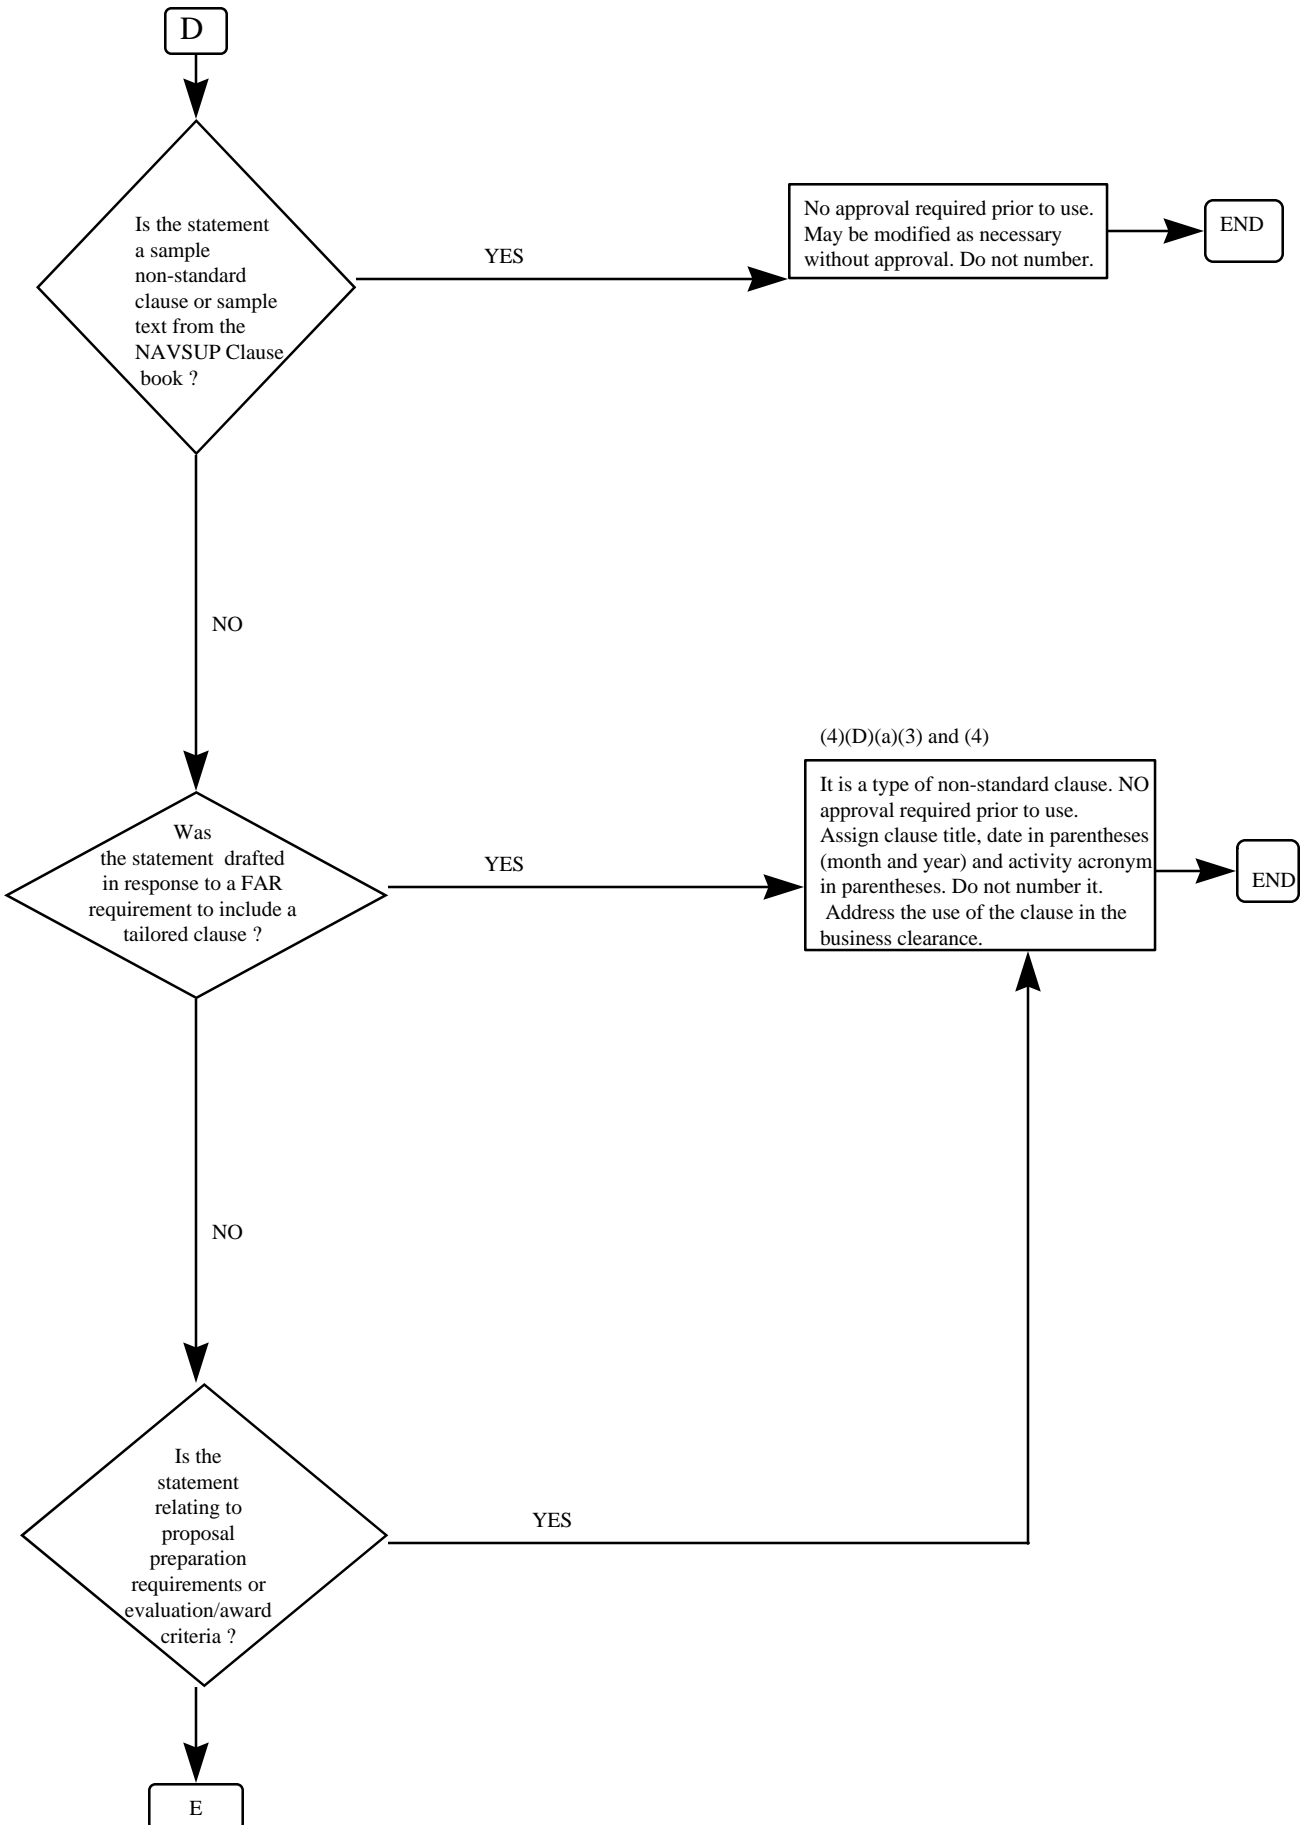 D
Is the statement
a sample
non-standard
clause or sample
text from the
NAVSUP Clause
book ?
YES
No approval required prior to use.
May be modified as necessary
without approval. Do not number.
END
NO
Was
the statement drafted
in response to a FAR
requirement to include a
tailored clause ?
YES
(4)(D)(a)(3) and (4)
It is a type of non-standard clause. NO
approval required prior to use.
Assign clause title, date in parentheses
(month and year) and activity acronym
in parentheses. Do not number it.
Address the use of the clause in the
business clearance.
END
NO
Is the
statement
relating to
proposal
preparation
requirements or
evaluation/award
criteria ?
YES
E